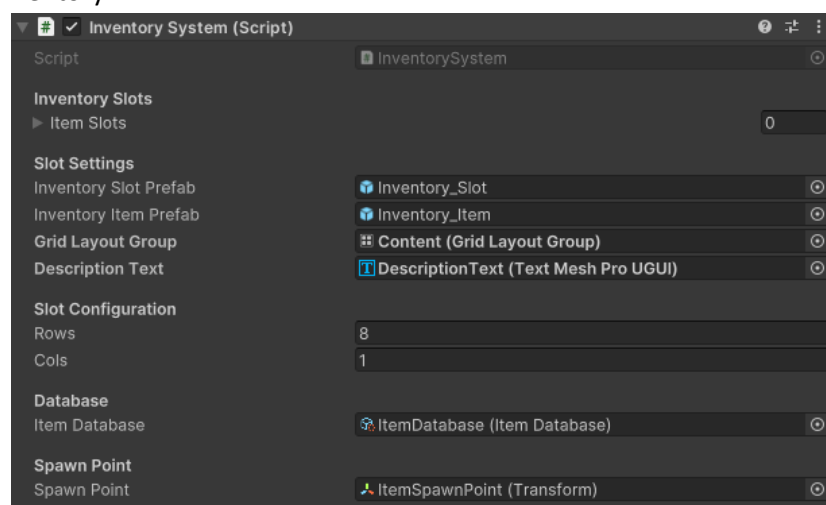 Inventory System (Script)
Script InventorySystem
Inventory Slots
Item Slots 0
Slot Settings
Inventory Slot Prefab Inventory_Slot
Inventory Item Prefab Inventory_Item
Grid Layout Group Content (Grid Layout Group)
Description Text DescriptionText (Text Mesh Pro UGUI)
Slot Configuration
Rows 8
Cols 1
Database
Item Database ItemDatabase (Item Database)
Spawn Point
Spawn Point ItemSpawnPoint (Transform)